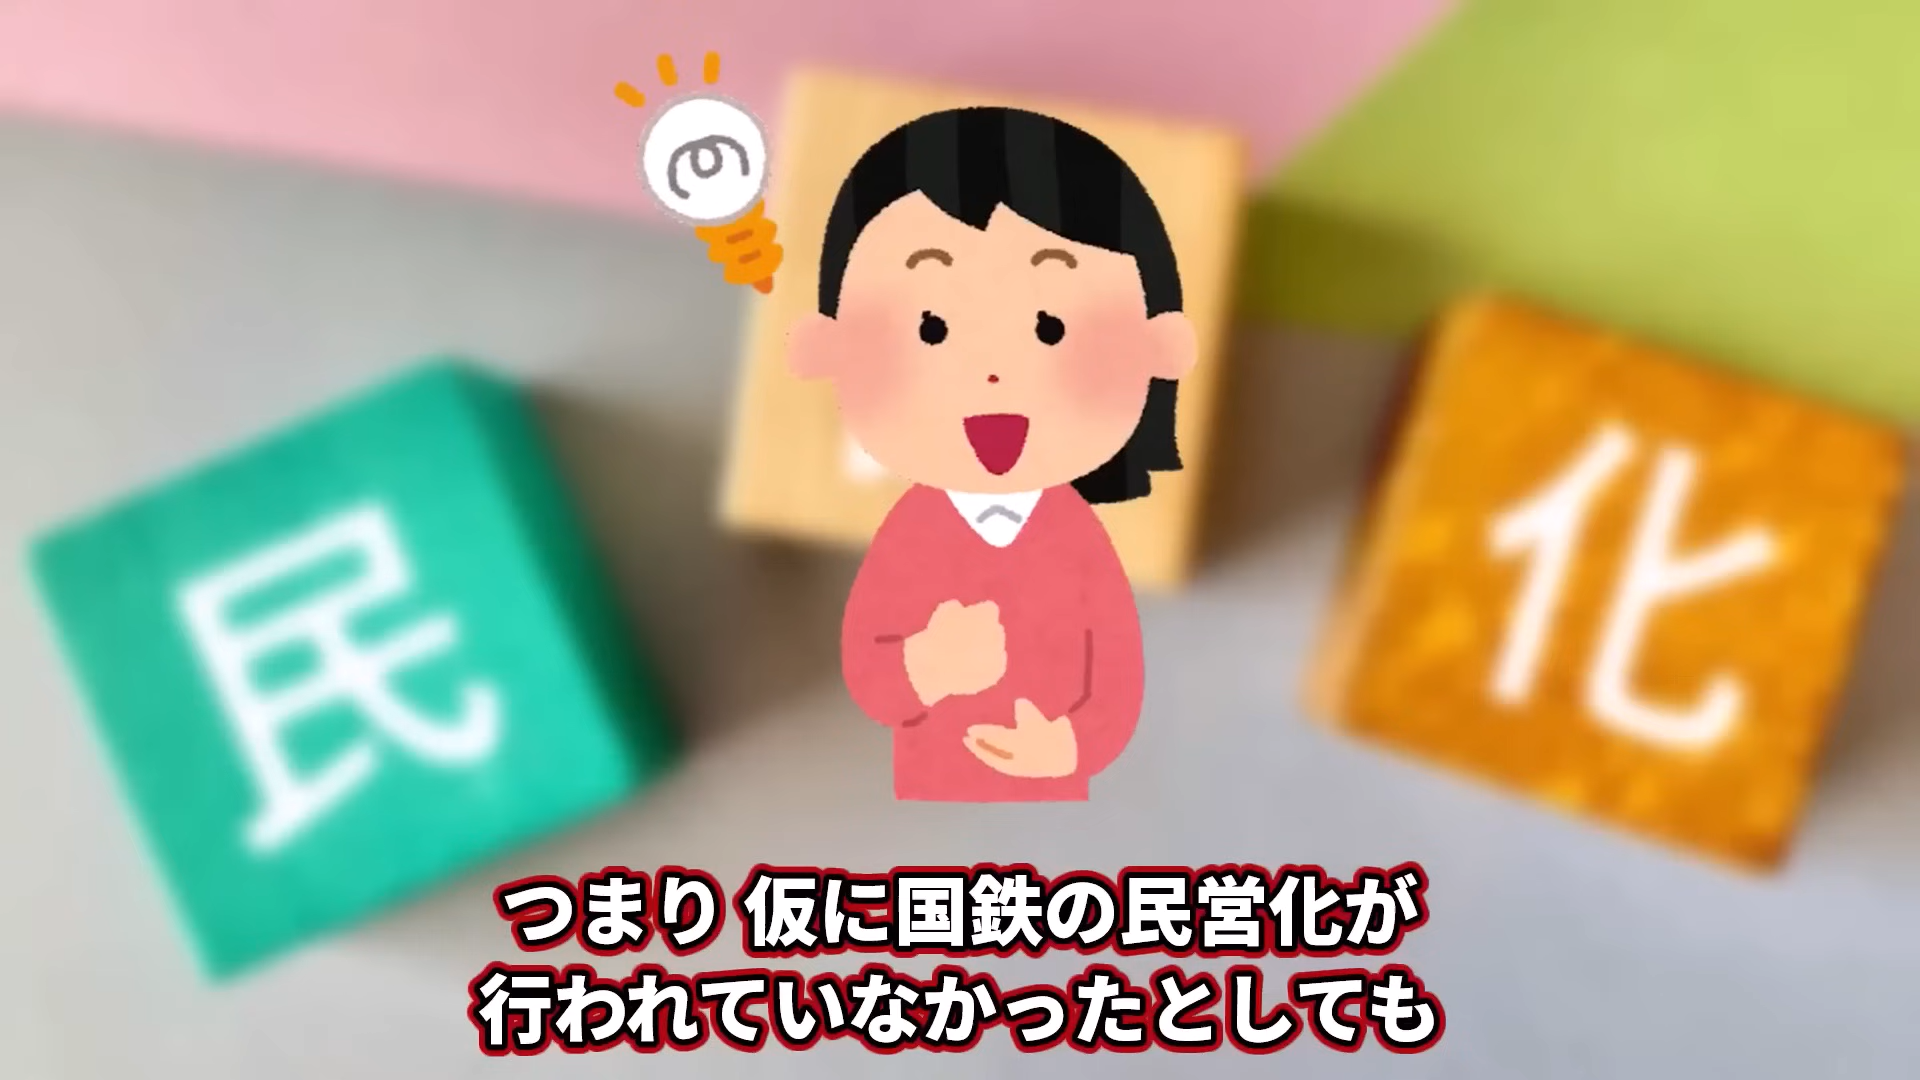 民
化
つまり 仮に国鉄の民営化が
行われていなかったとしても